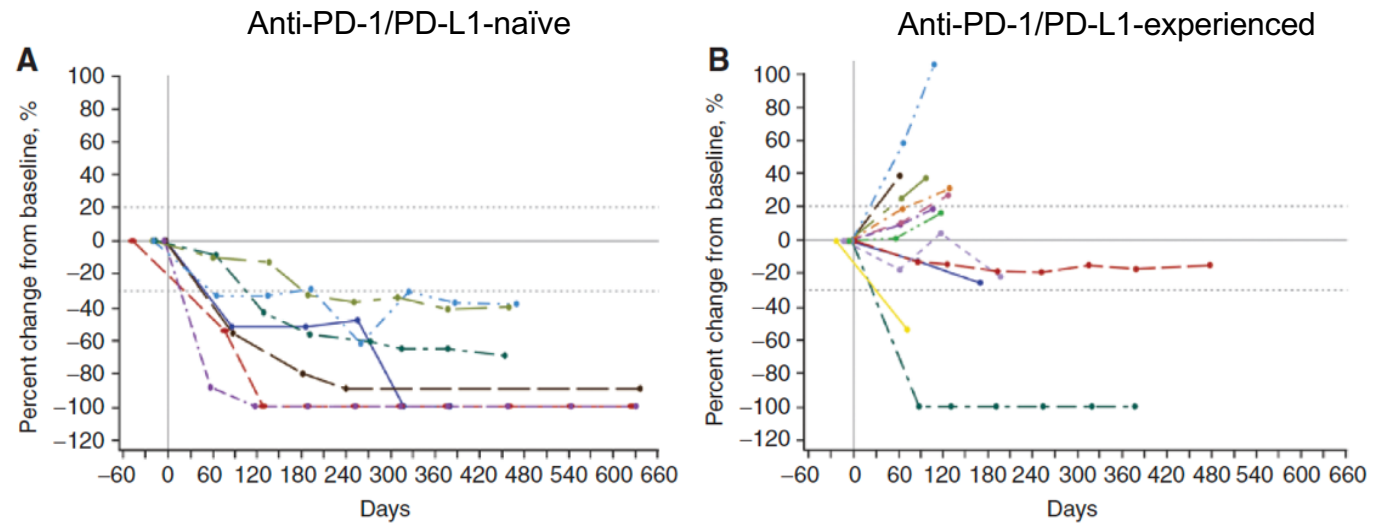 Anti-PD-1/PD-L1-naïve
A
Percent change from baseline, %
100
80
60
40
20
0
−20
−40
−60
−80
−100
−120
−60 0 60 120 180 240 300 360 420 480 540 600 660
Days
Anti-PD-1/PD-L1-experienced
B
Percent change from baseline, %
100
80
60
40
20
0
−20
−40
−60
−80
−100
−120
−60 0 60 120 180 240 300 360 420 480 540 600 660
Days